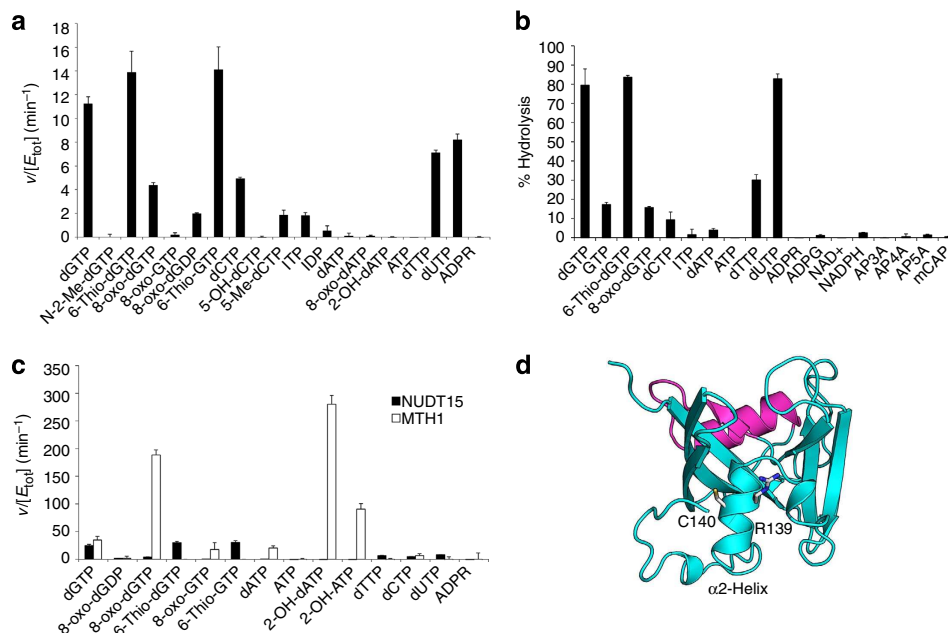 a
v/[Etot] (min−1)
18
16
14
12
10
8
6
4
2
0
dGTP
N-2-Me-dGTP
6-Thio-dGTP
8-oxo-dGTP
8-oxo-GTP
8-oxo-dGDP
6-Thio-GTP
dCTP
5-OH-dCTP
5-Me-dCTP
ITP
IDP
dATP
8-oxo-dATP
2-OH-dATP
ATP
dTTP
dUTP
ADPR
b
% Hydrolysis
100
90
80
70
60
50
40
30
20
10
0
dGTP
GTP
6-Thio-dGTP
8-oxo-dGTP
dCTP
ITP
dATP
ATP
dTTP
dUTP
ADPR
ADPG
NAD+
NADPH
AP3A
AP4A
AP5A
mCAP
c
v/[Etot] (min−1)
350
300
250
200
150
100
50
0
NUDT15
MTH1
dGTP
8-oxo-dGDP
8-oxo-dGTP
6-Thio-dGTP
8-oxo-GTP
6-Thio-GTP
dATP
ATP
2-OH-dATP
2-OH-ATP
dTTP
dCTP
dUTP
ADPR
d
C140
R139
α2-Helix